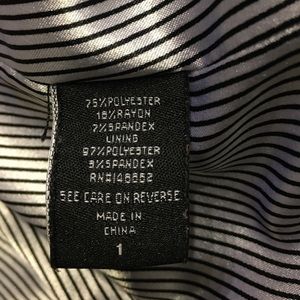 75%POLYESTER
18%RAYON
7%SPANDEX
LINING
97%POLYESTER
3%SPANDEX
RN#148652
SEE CARE ON REVERSE
MADE IN
CHINA
1